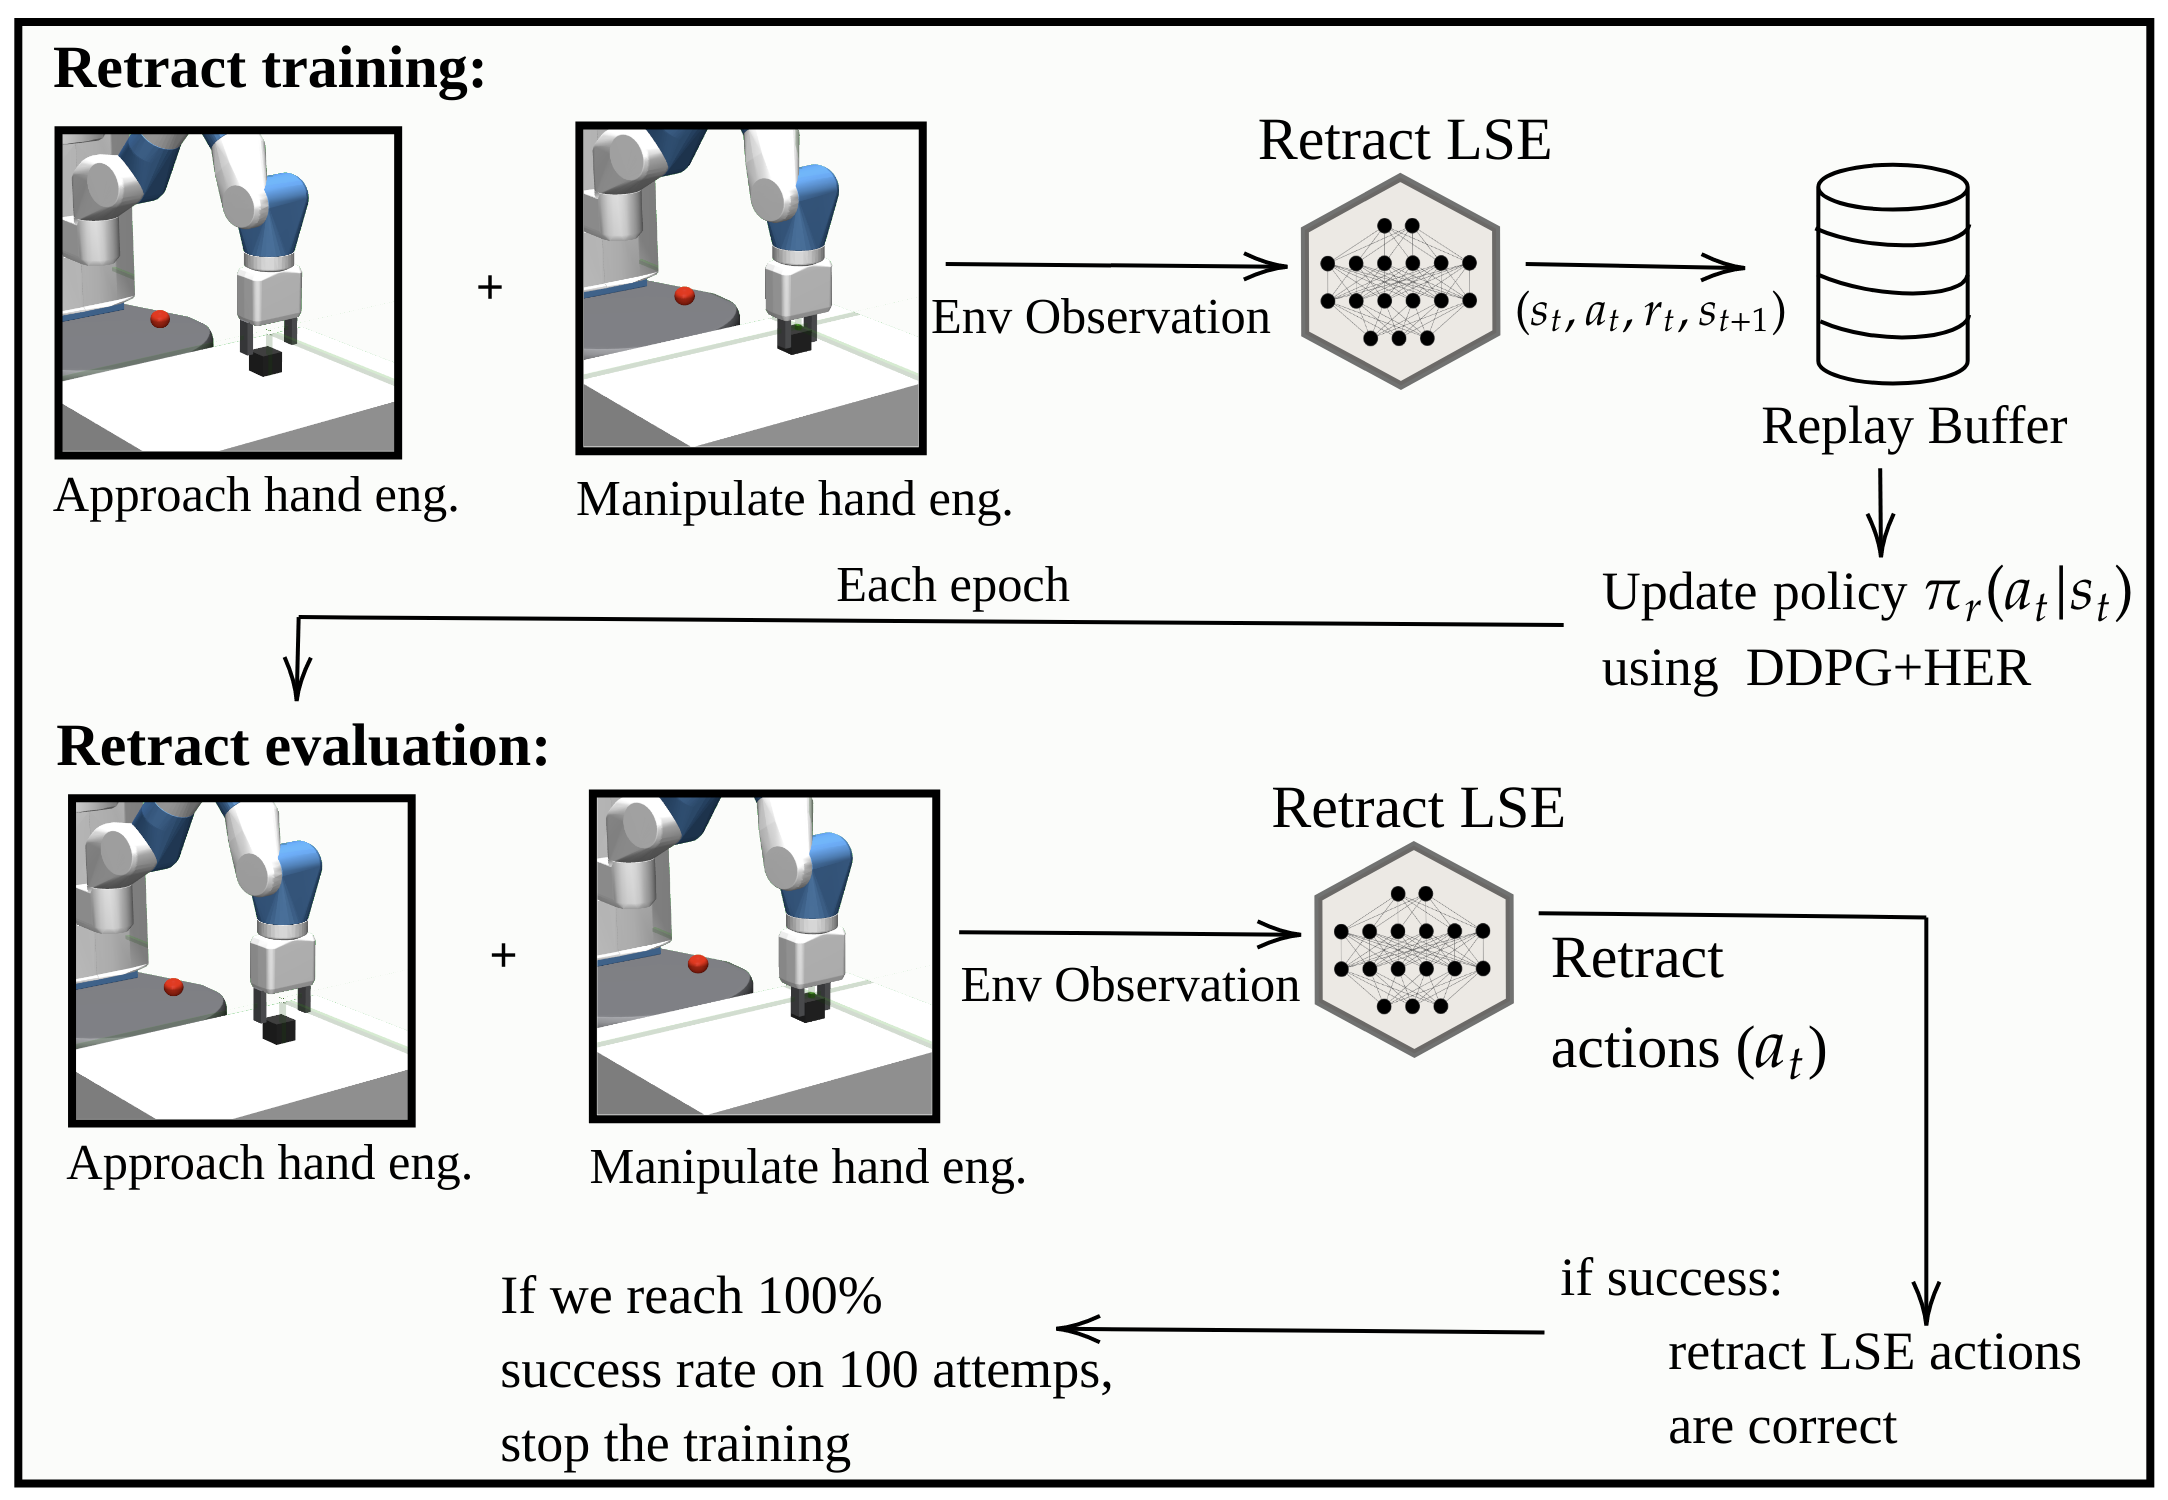 Retract training:
Retract LSE
+
Env Observation
(s_t, a_t, r_t, s_{t+1})
Replay Buffer
Approach hand eng.
Manipulate hand eng.
Each epoch
Update policy π_r(a_t|s_t)
using DDPG+HER
Retract evaluation:
Retract LSE
+
Env Observation
Retract
actions (a_t)
Approach hand eng.
Manipulate hand eng.
if success:
retract LSE actions
are correct
If we reach 100%
success rate on 100 attemps,
stop the training